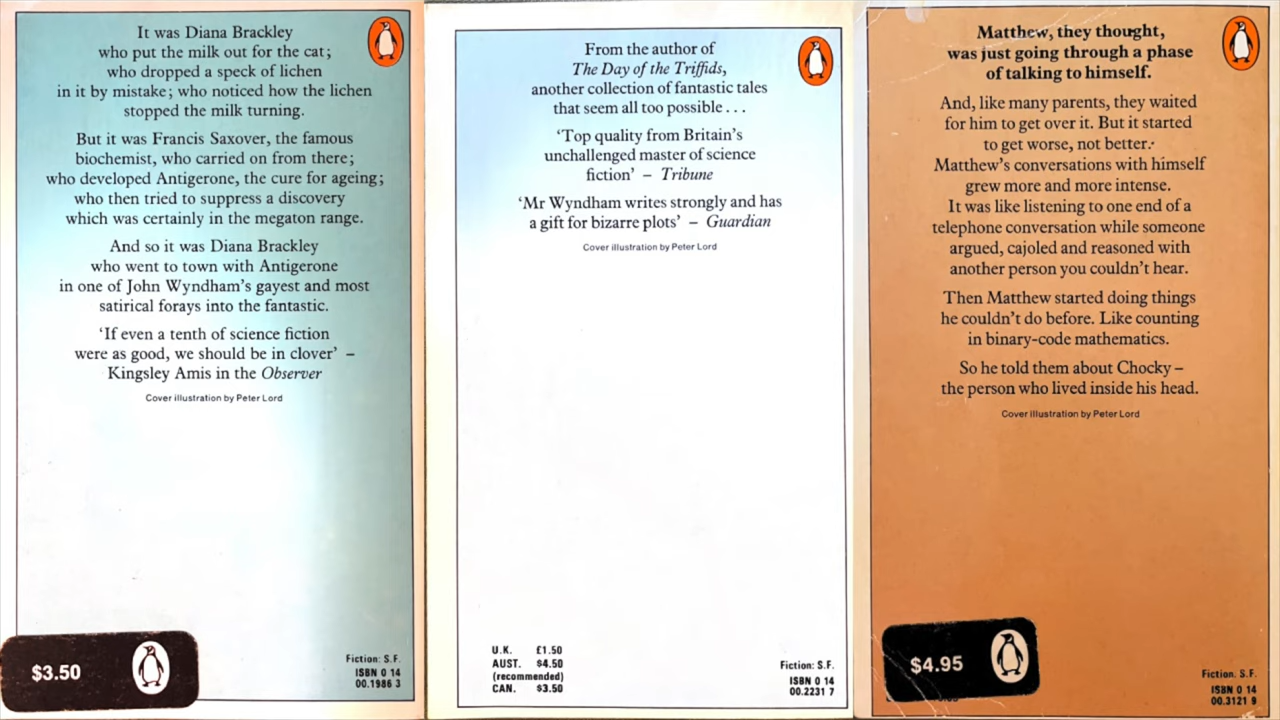 It was Diana Brackley
who put the milk out for the cat;
who dropped a speck of lichen
in it by mistake; who noticed how the lichen
stopped the milk turning.
But it was Francis Saxover, the famous
biochemist, who carried on from there;
who developed Antigerone, the cure for ageing;
who then tried to suppress a discovery
which was certainly in the megaton range.
And so it was Diana Brackley
who went to town with Antigerone
in one of John Wyndham's gayest and most
satirical forays into the fantastic.
‘If even a tenth of science fiction
were as good, we should be in clover’ –
Kingsley Amis in the Observer
Cover illustration by Peter Lord
$3.50
Fiction: S.F.
ISBN 0 14
00.1986 3
From the author of
The Day of the Triffids,
another collection of fantastic tales
that seem all too possible . . .
‘Top quality from Britain's
unchallenged master of science
fiction’ – Tribune
‘Mr Wyndham writes strongly and has
a gift for bizarre plots’ – Guardian
Cover illustration by Peter Lord
U.K. £1.50
AUST. $4.50
(recommended)
CAN. $3.50
Fiction: S.F.
ISBN 0 14
00.2231 7
Matthew, they thought,
was just going through a phase
of talking to himself.
And, like many parents, they waited
for him to get over it. But it started
to get worse, not better.
Matthew's conversations with himself
grew more and more intense.
It was like listening to one end of a
telephone conversation while someone
argued, cajoled and reasoned with
another person you couldn't hear.
Then Matthew started doing things
he couldn't do before. Like counting
in binary-code mathematics.
So he told them about Chocky –
the person who lived inside his head.
Cover illustration by Peter Lord
$4.95
Fiction: S.F.
ISBN 0 14
00.3121 9